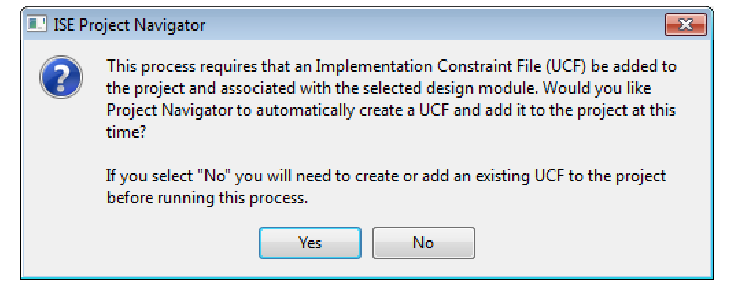 ISE Project Navigator
This process requires that an Implementation Constraint File (UCF) be added to
the project and associated with the selected design module. Would you like
Project Navigator to automatically create a UCF and add it to the project at this
time?
If you select "No" you will need to create or add an existing UCF to the project
before running this process.
Yes No